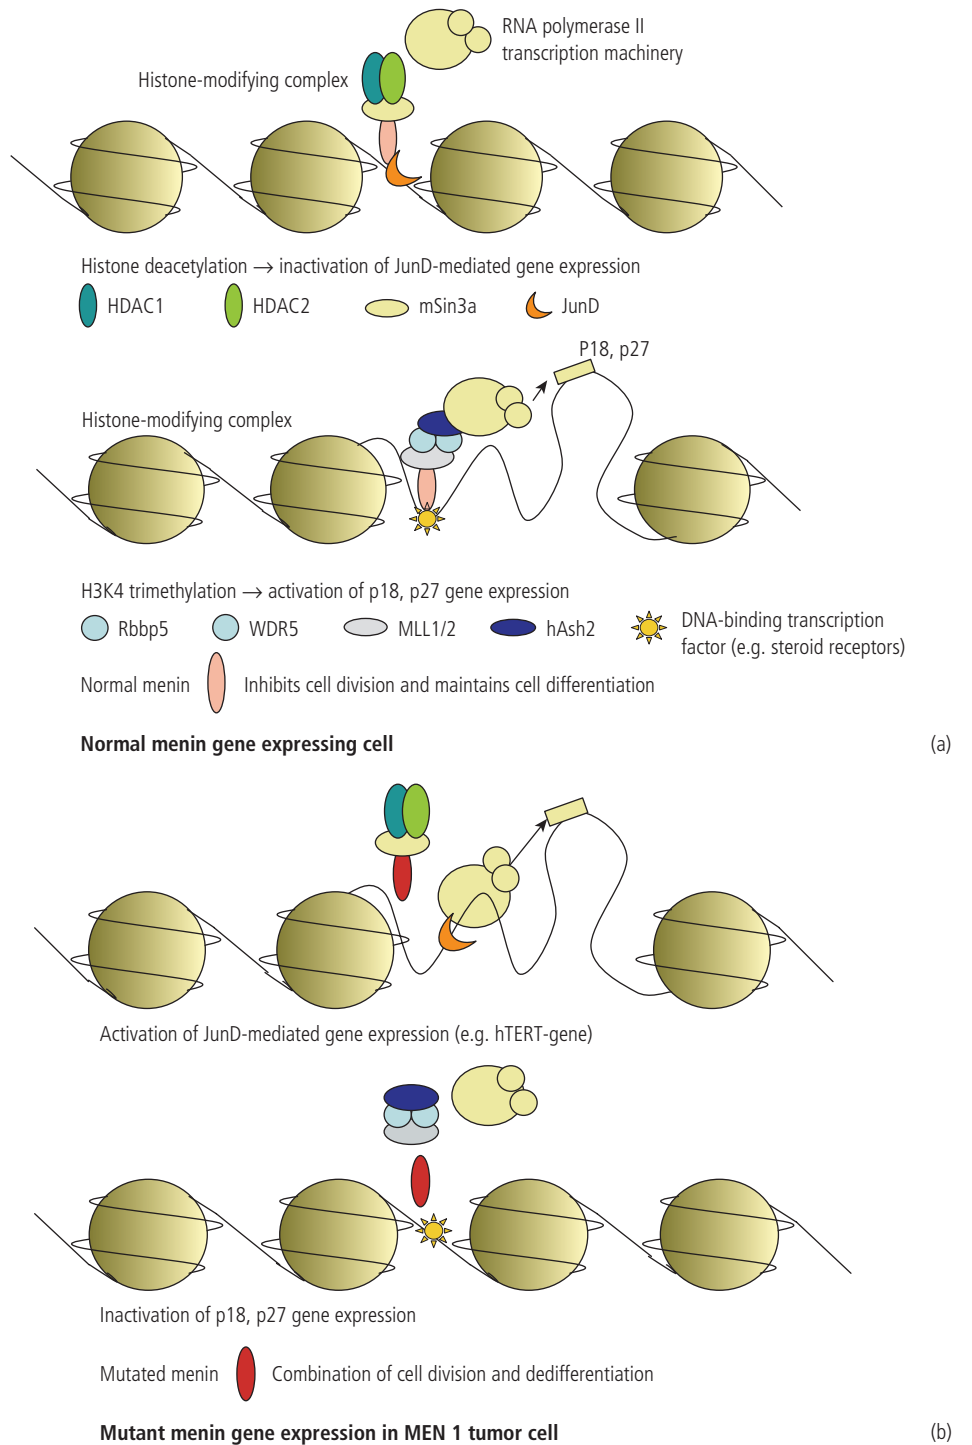 RNA polymerase II
transcription machinery
Histone-modifying complex
Histone deacetylation → inactivation of JunD-mediated gene expression
HDAC1 HDAC2 mSin3a JunD
P18, p27
Histone-modifying complex
H3K4 trimethylation → activation of p18, p27 gene expression
Rbbp5 WDR5 MLL1/2 hAsh2 DNA-binding transcription
factor (e.g. steroid receptors)
Normal menin Inhibits cell division and maintains cell differentiation
Normal menin gene expressing cell (a)
Activation of JunD-mediated gene expression (e.g. hTERT-gene)
Inactivation of p18, p27 gene expression
Mutated menin Combination of cell division and dedifferentiation
Mutant menin gene expression in MEN 1 tumor cell (b)